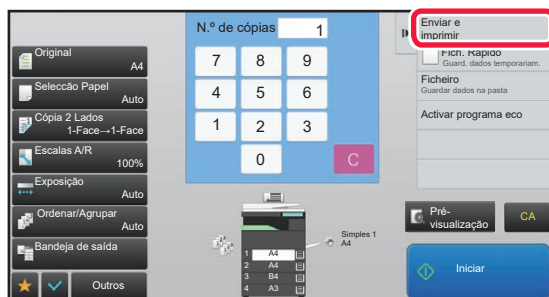 Original
A4
Seleccão Papel
Auto
Cópia 2 Lados
1-Face→1-Face
Escalas A/R
100%
Exposição
Auto
Ordenar/Agrupar
Auto
Bandeja de saída
Outros
N.º de cópias
1
7 8 9
4 5 6
1 2 3
0 C
1 A4
2 A4
3 B4
4 A3
Simples 1
A4
Enviar e
imprimir
Fich. Rápido
Guard. dados temporariam.
Ficheiro
Guardar dados na pasta
Activar programa eco
Pré-
visualização
CA
Iniciar